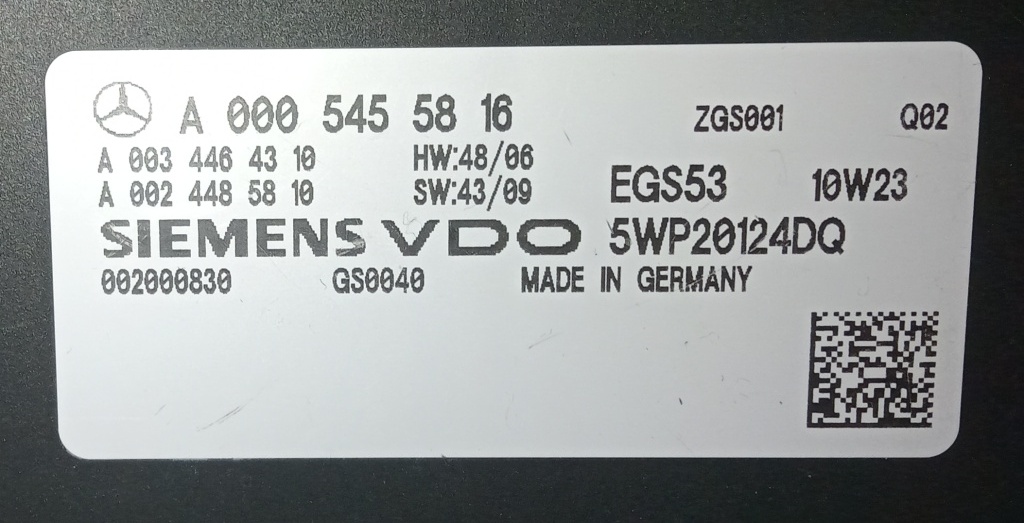 A 000 545 58 16 ZGS001 Q02
A 003 446 43 10 HW:48/06
A 002 448 58 10 SW:43/09 EGS53 10W23
SIEMENS VDO 5WP20124DQ
002000830 GS0040 MADE IN GERMANY